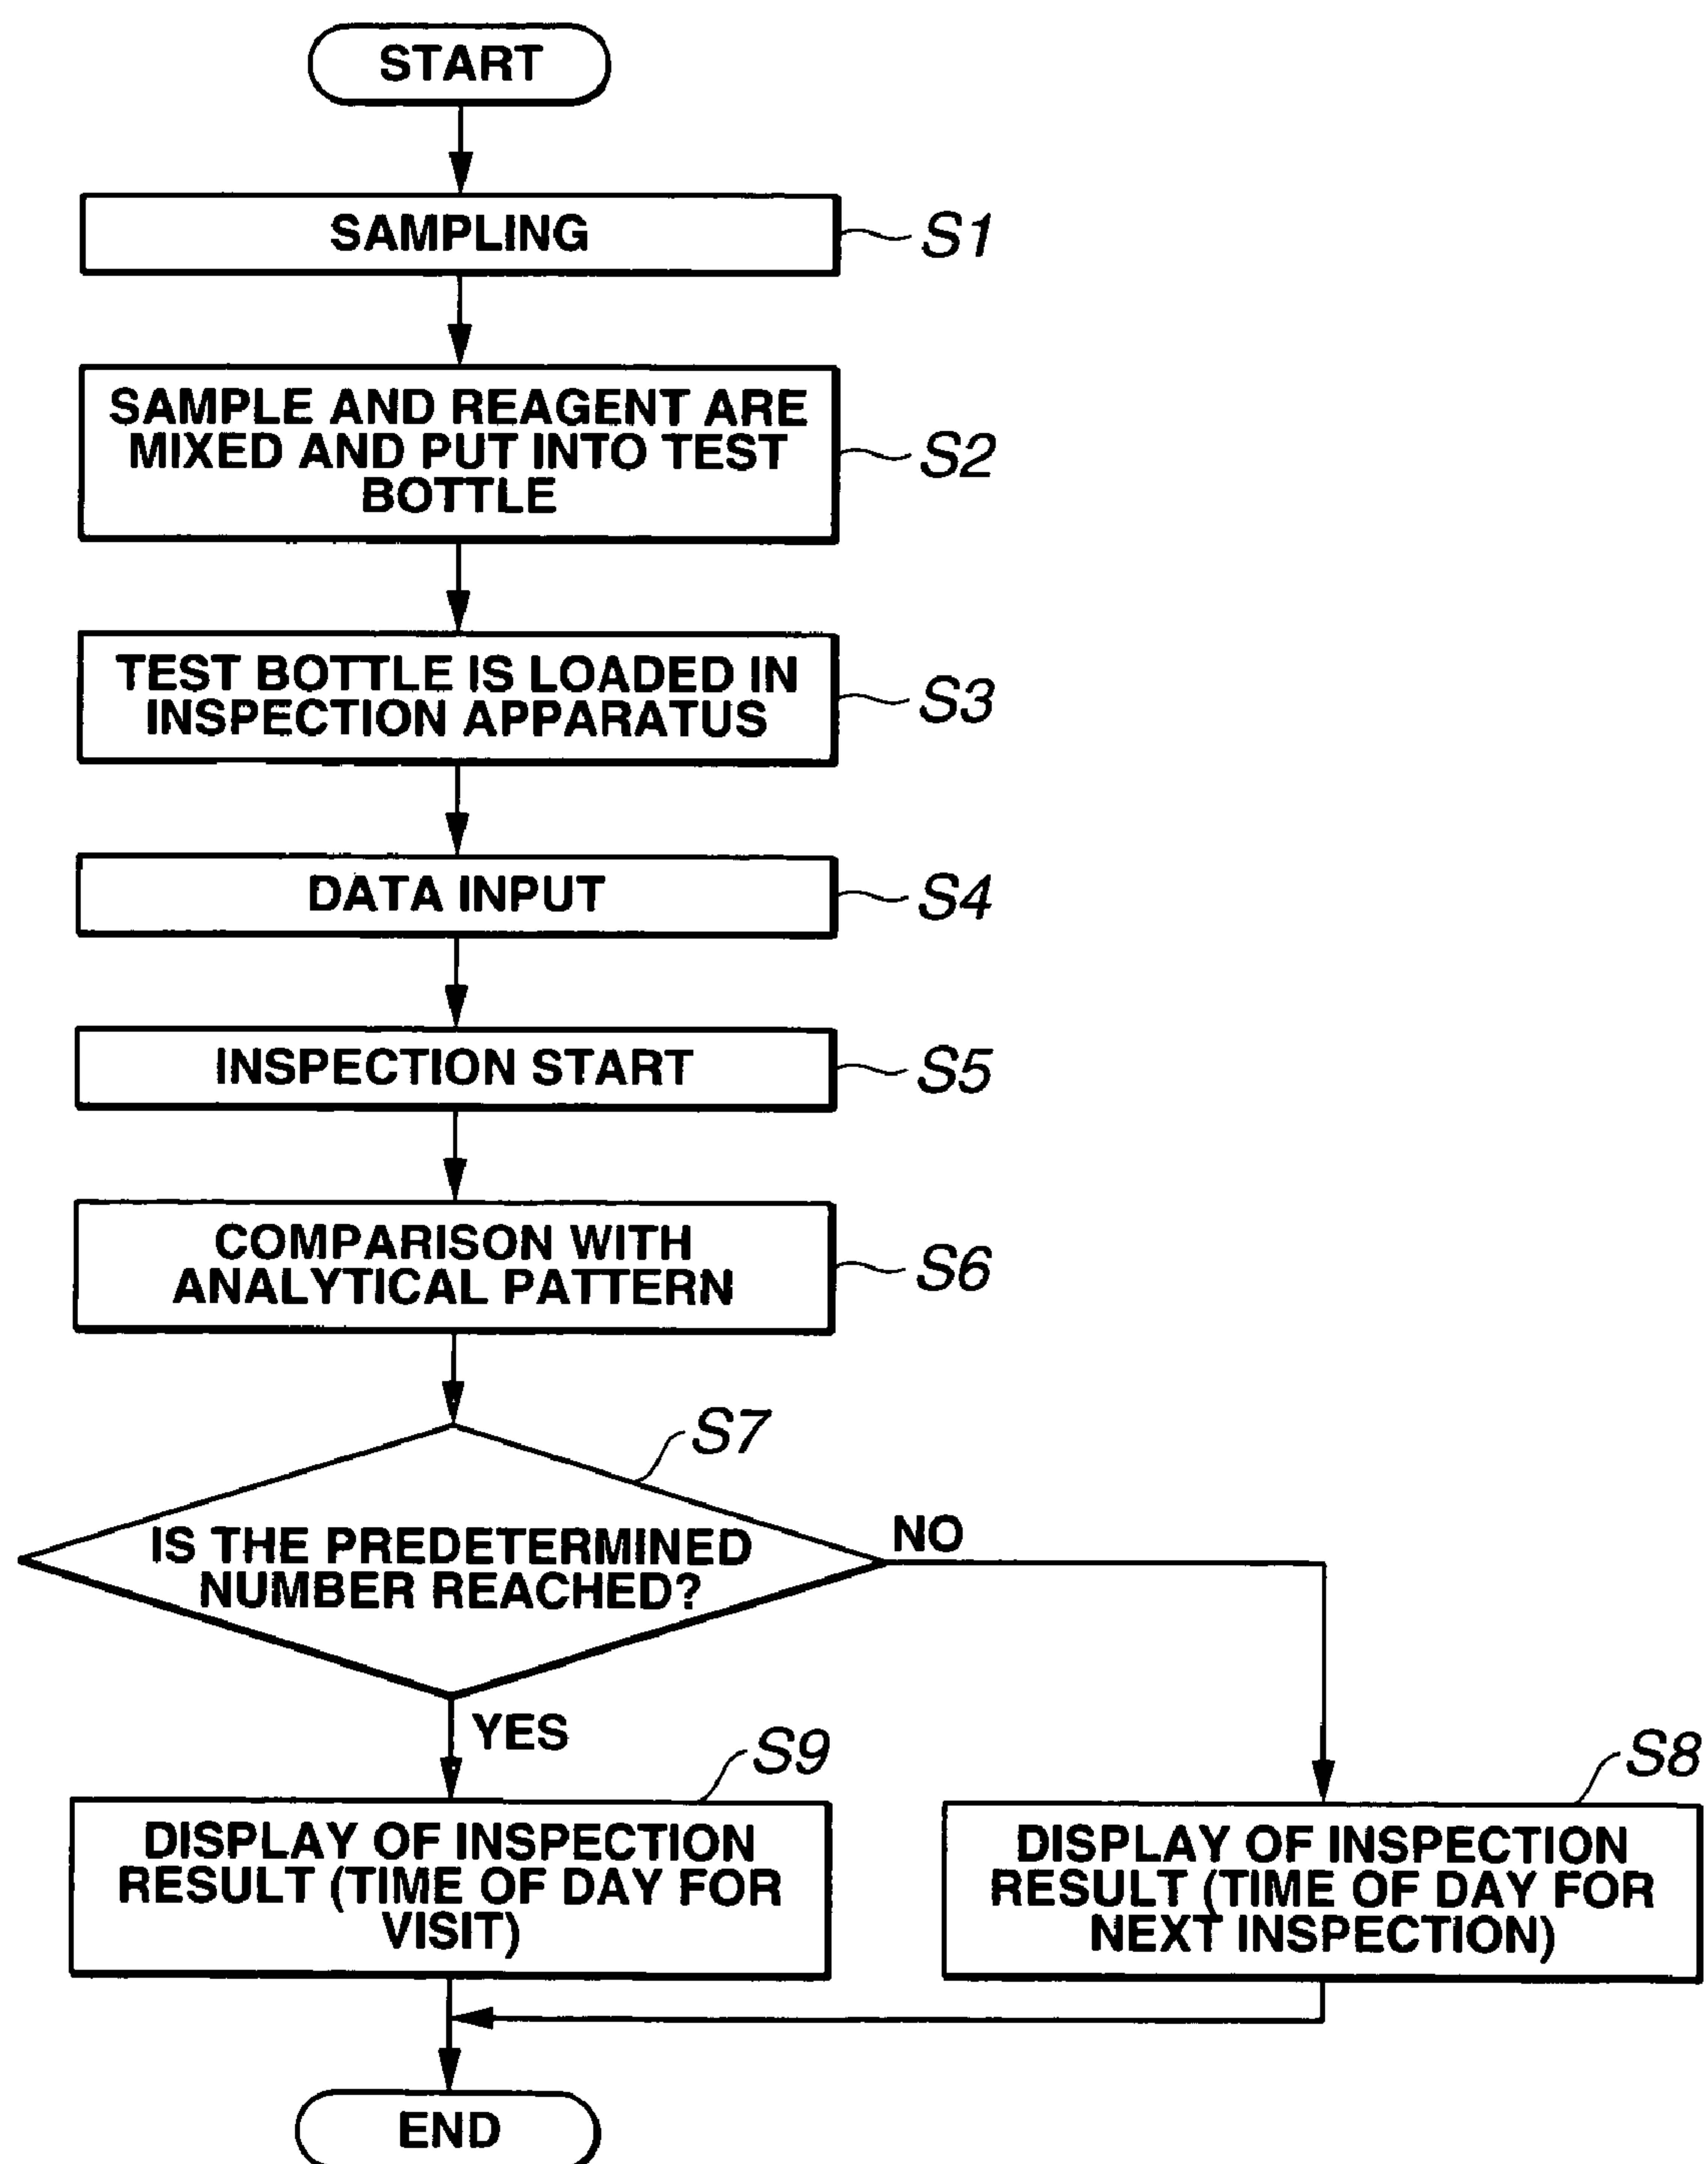 START
SAMPLING
S1
SAMPLE AND REAGENT ARE
MIXED AND PUT INTO TEST
BOTTLE
S2
TEST BOTTLE IS LOADED IN
INSPECTION APPARATUS
S3
DATA INPUT
S4
INSPECTION START
S5
COMPARISON WITH
ANALYTICAL PATTERN
S6
S7
IS THE PREDETERMINED
NUMBER REACHED?
NO
YES
S9
DISPLAY OF INSPECTION
RESULT (TIME OF DAY FOR
VISIT)
S8
DISPLAY OF INSPECTION
RESULT (TIME OF DAY FOR
NEXT INSPECTION)
END